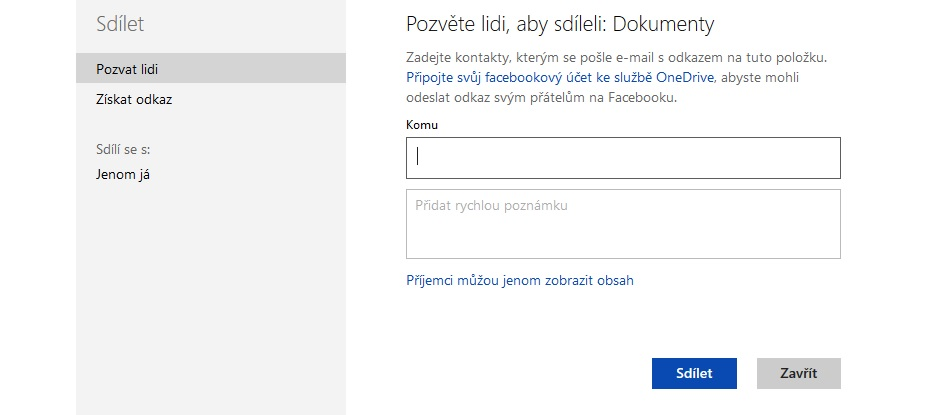 Sdílet
Pozvat lidi
Získat odkaz
Sdílí se s:
Jenom já
Pozvěte lidi, aby sdíleli: Dokumenty
Zadejte kontakty, kterým se pošle e-mail s odkazem na tuto položku.
Připojte svůj facebookový účet ke službě OneDrive, abyste mohli
odeslat odkaz svým přátelům na Facebooku.
Komu
Přidat rychlou poznámku
Příjemci můžou jenom zobrazit obsah
Sdílet
Zavřít